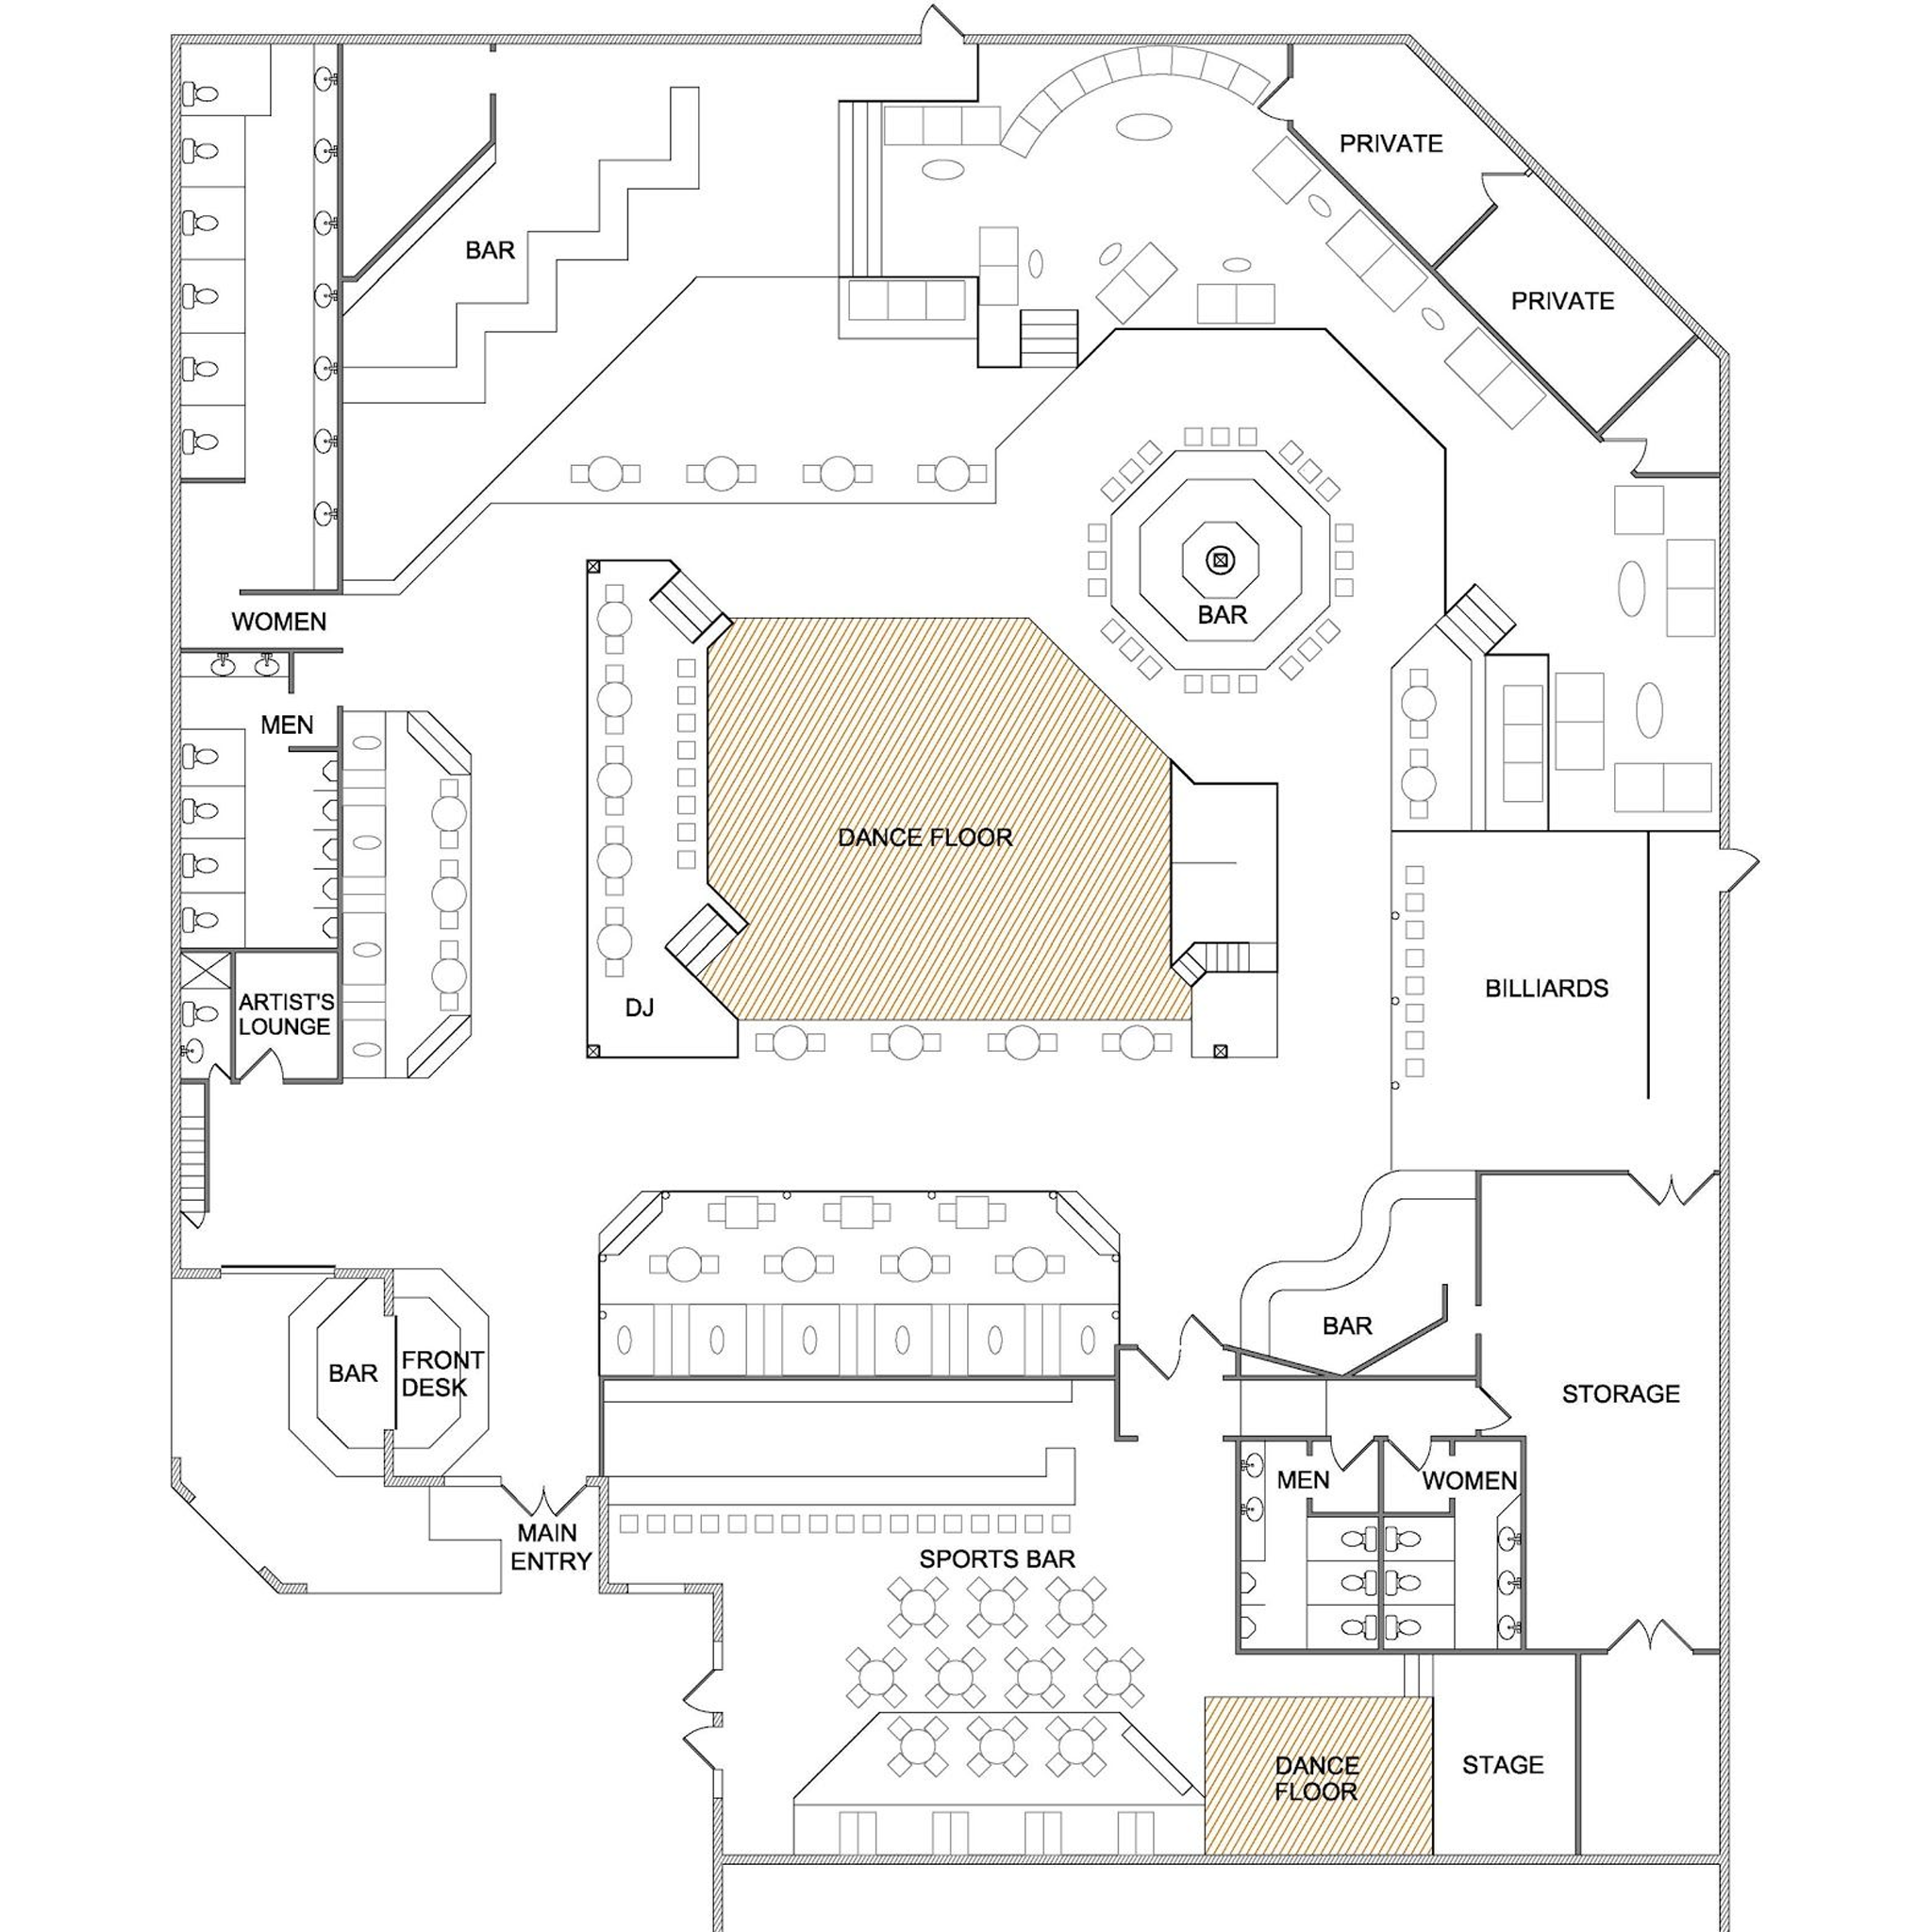 PRIVATE
BAR
PRIVATE
BAR
WOMEN
MEN
DANCE FLOOR
BILLIARDS
ARTIST'S
LOUNGE
DJ
BAR
BAR
FRONT
DESK
STORAGE
MEN
WOMEN
MAIN
ENTRY
SPORTS BAR
DANCE
FLOOR
STAGE